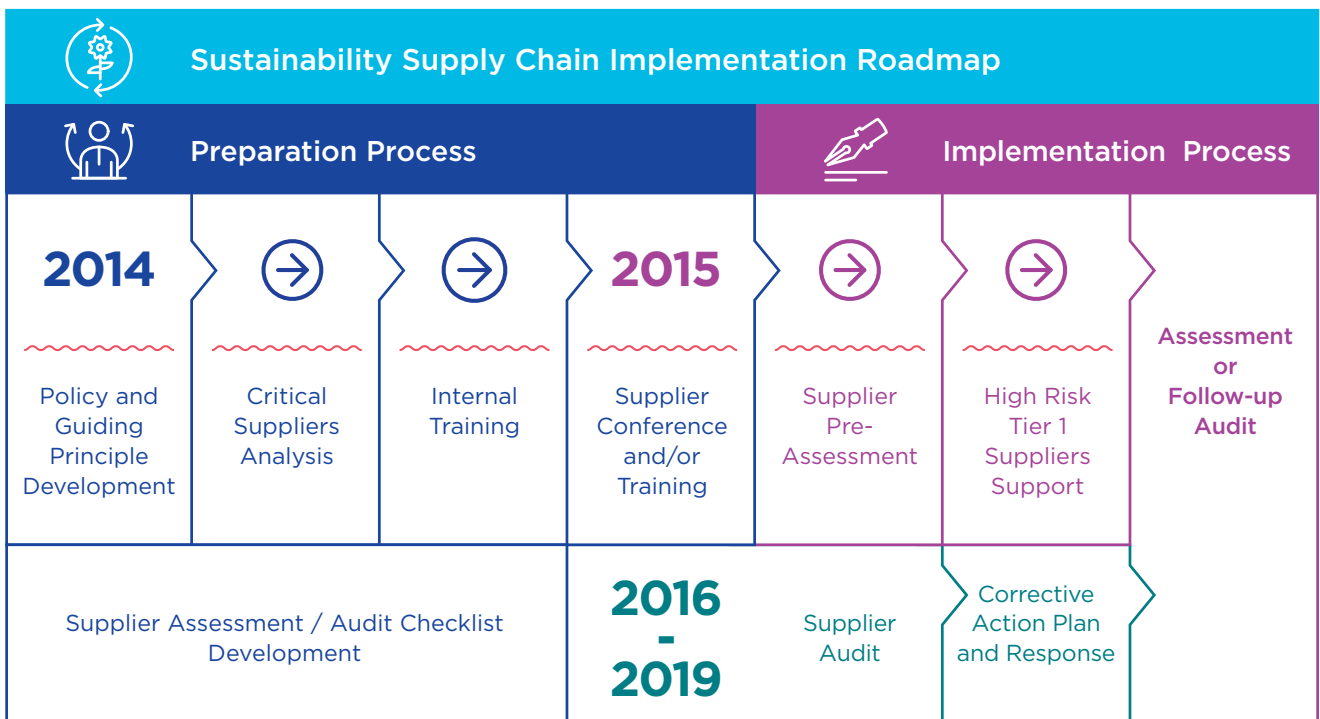 Sustainability Supply Chain Implementation Roadmap
Preparation Process
Implementation Process
2014
Policy and
Guiding
Principle
Development
Critical
Suppliers
Analysis
Internal
Training
2015
Supplier
Conference
and/or
Training
Supplier
Pre-
Assessment
High Risk
Tier 1
Suppliers
Support
Assessment
or
Follow-up
Audit
Supplier Assessment / Audit Checklist
Development
2016
-
2019
Supplier
Audit
Corrective
Action Plan
and Response